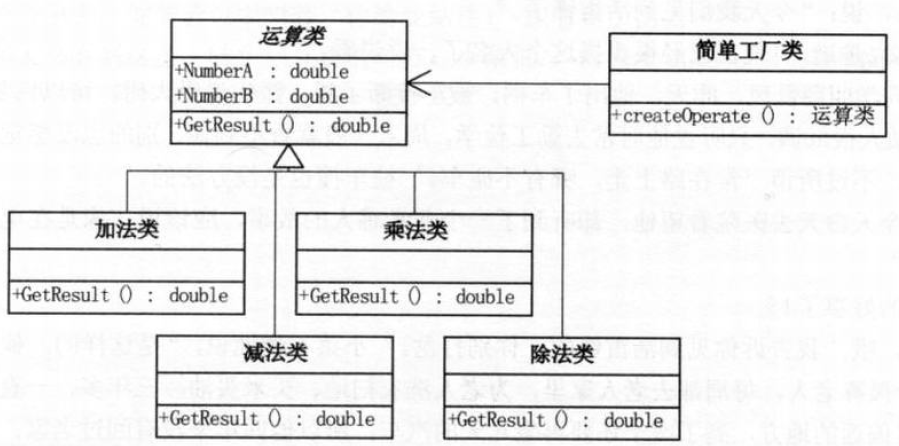 运算类
+NumberA : double
+NumberB : double
+GetResult () : double
简单工厂类
+createOperate () : 运算类
加法类
+GetResult () : double
乘法类
+GetResult () : double
减法类
+GetResult () : double
除法类
+GetResult () : double